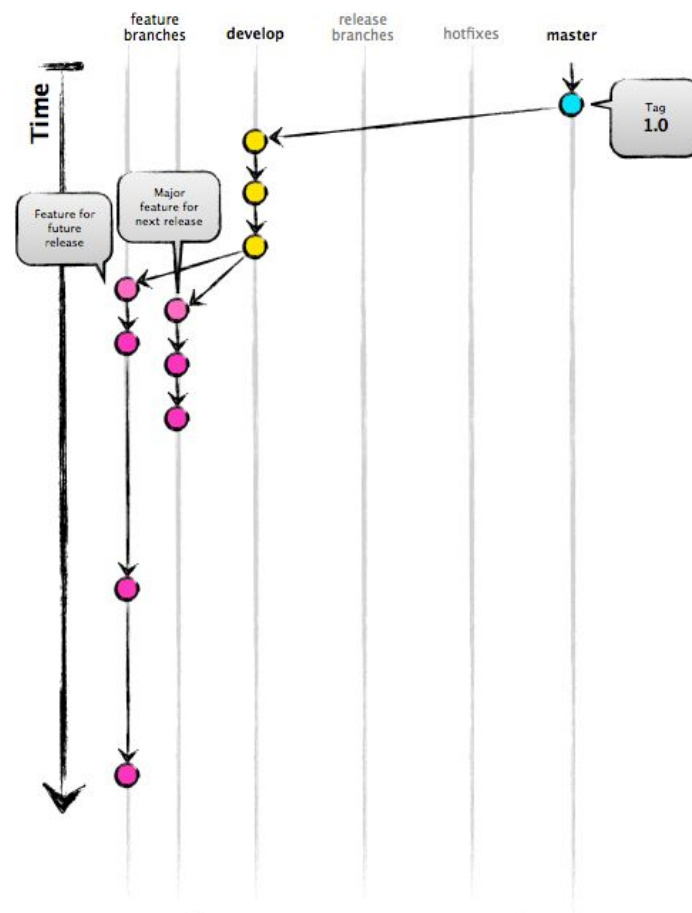 feature
branches
develop
release
branches
hotfixes
master
Time
Tag
1.0
Major
feature for
next release
Feature for
future
release